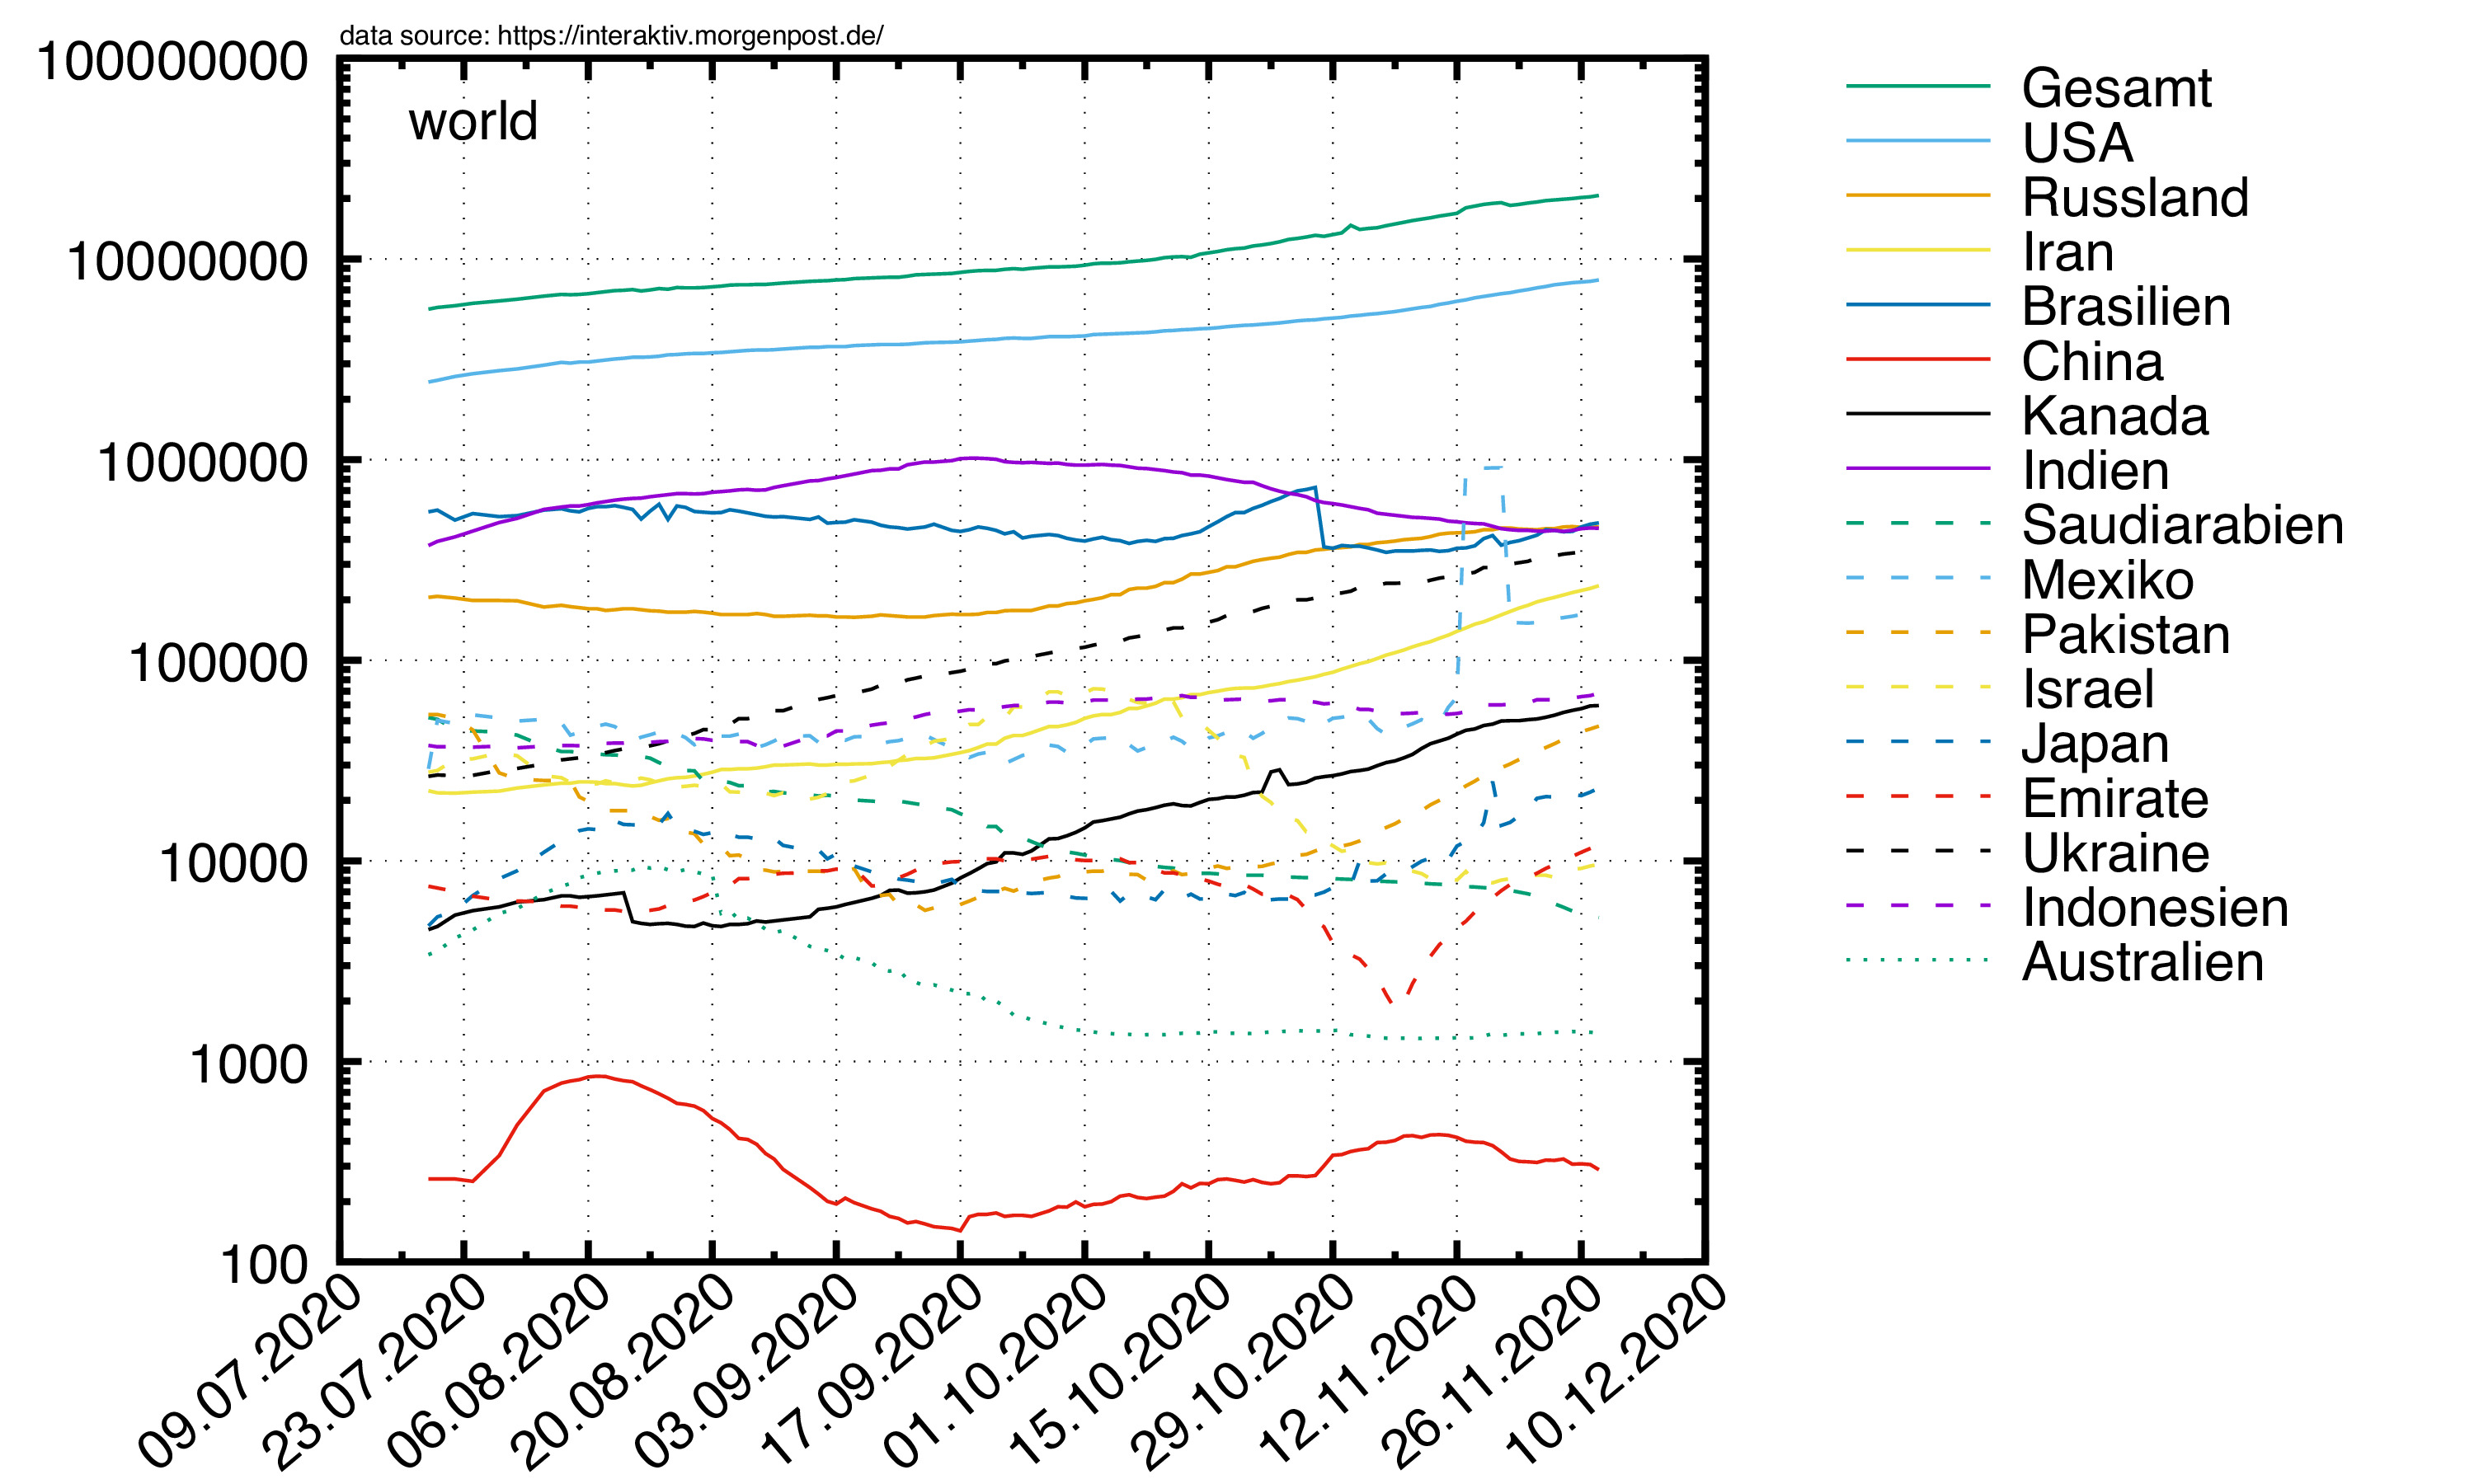 data source: https://interaktiv.morgenpost.de/
world
100000000
10000000
1000000
100000
10000
1000
100
09.07.2020
23.07.2020
06.08.2020
20.08.2020
03.09.2020
17.09.2020
01.10.2020
15.10.2020
29.10.2020
12.11.2020
26.11.2020
10.12.2020
Gesamt
USA
Russland
Iran
Brasilien
China
Kanada
Indien
Saudiarabien
Mexiko
Pakistan
Israel
Japan
Emirate
Ukraine
Indonesien
Australien